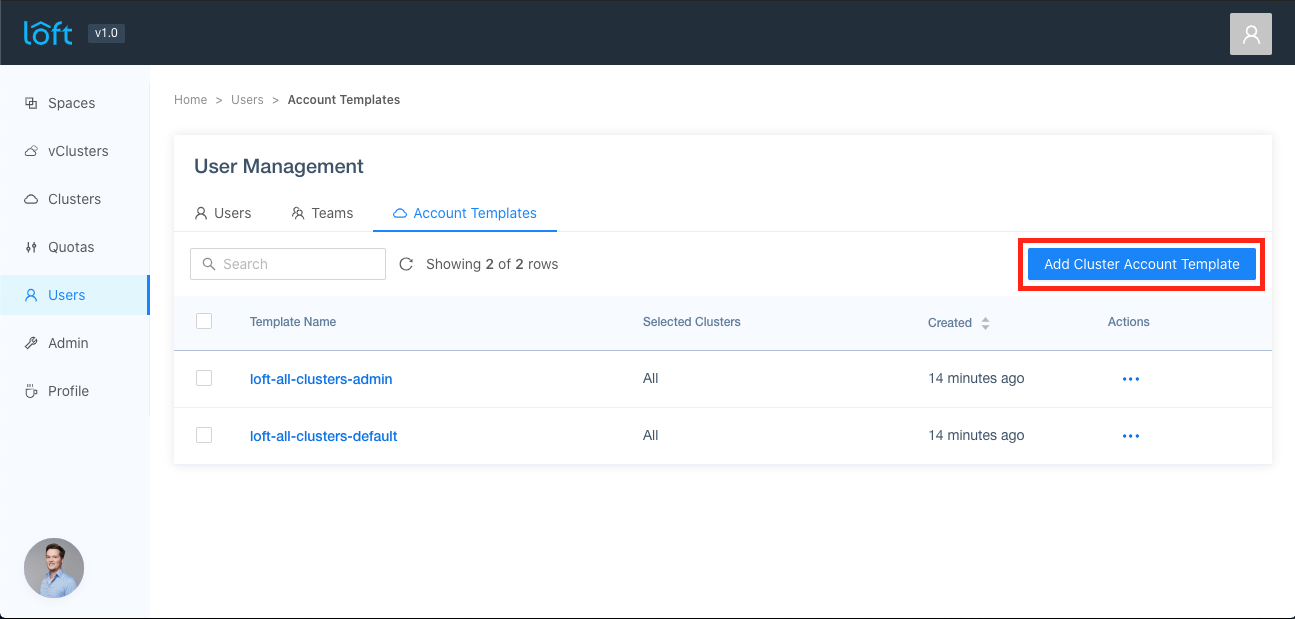 loft v1.0
Spaces
vClusters
Clusters
Quotas
Users
Admin
Profile
Home > Users > Account Templates
User Management
Users Teams Account Templates
Search Showing 2 of 2 rows Add Cluster Account Template
Template Name Selected Clusters Created Actions
loft-all-clusters-admin All 14 minutes ago
loft-all-clusters-default All 14 minutes ago